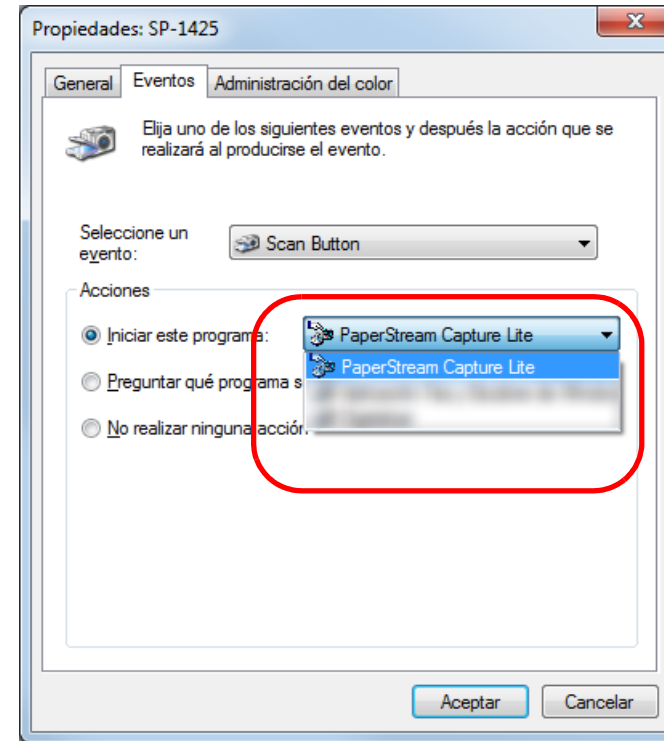 Propiedades: SP-1425
General Eventos Administración del color
Elija uno de los siguientes eventos y después la acción que se
realizará al producirse el evento.
Seleccione un
evento:
Scan Button
Acciones
Iniciar este programa:
PaperStream Capture Lite
PaperStream Capture Lite
Preguntar qué programa s
No realizar ninguna acción
Aceptar Cancelar